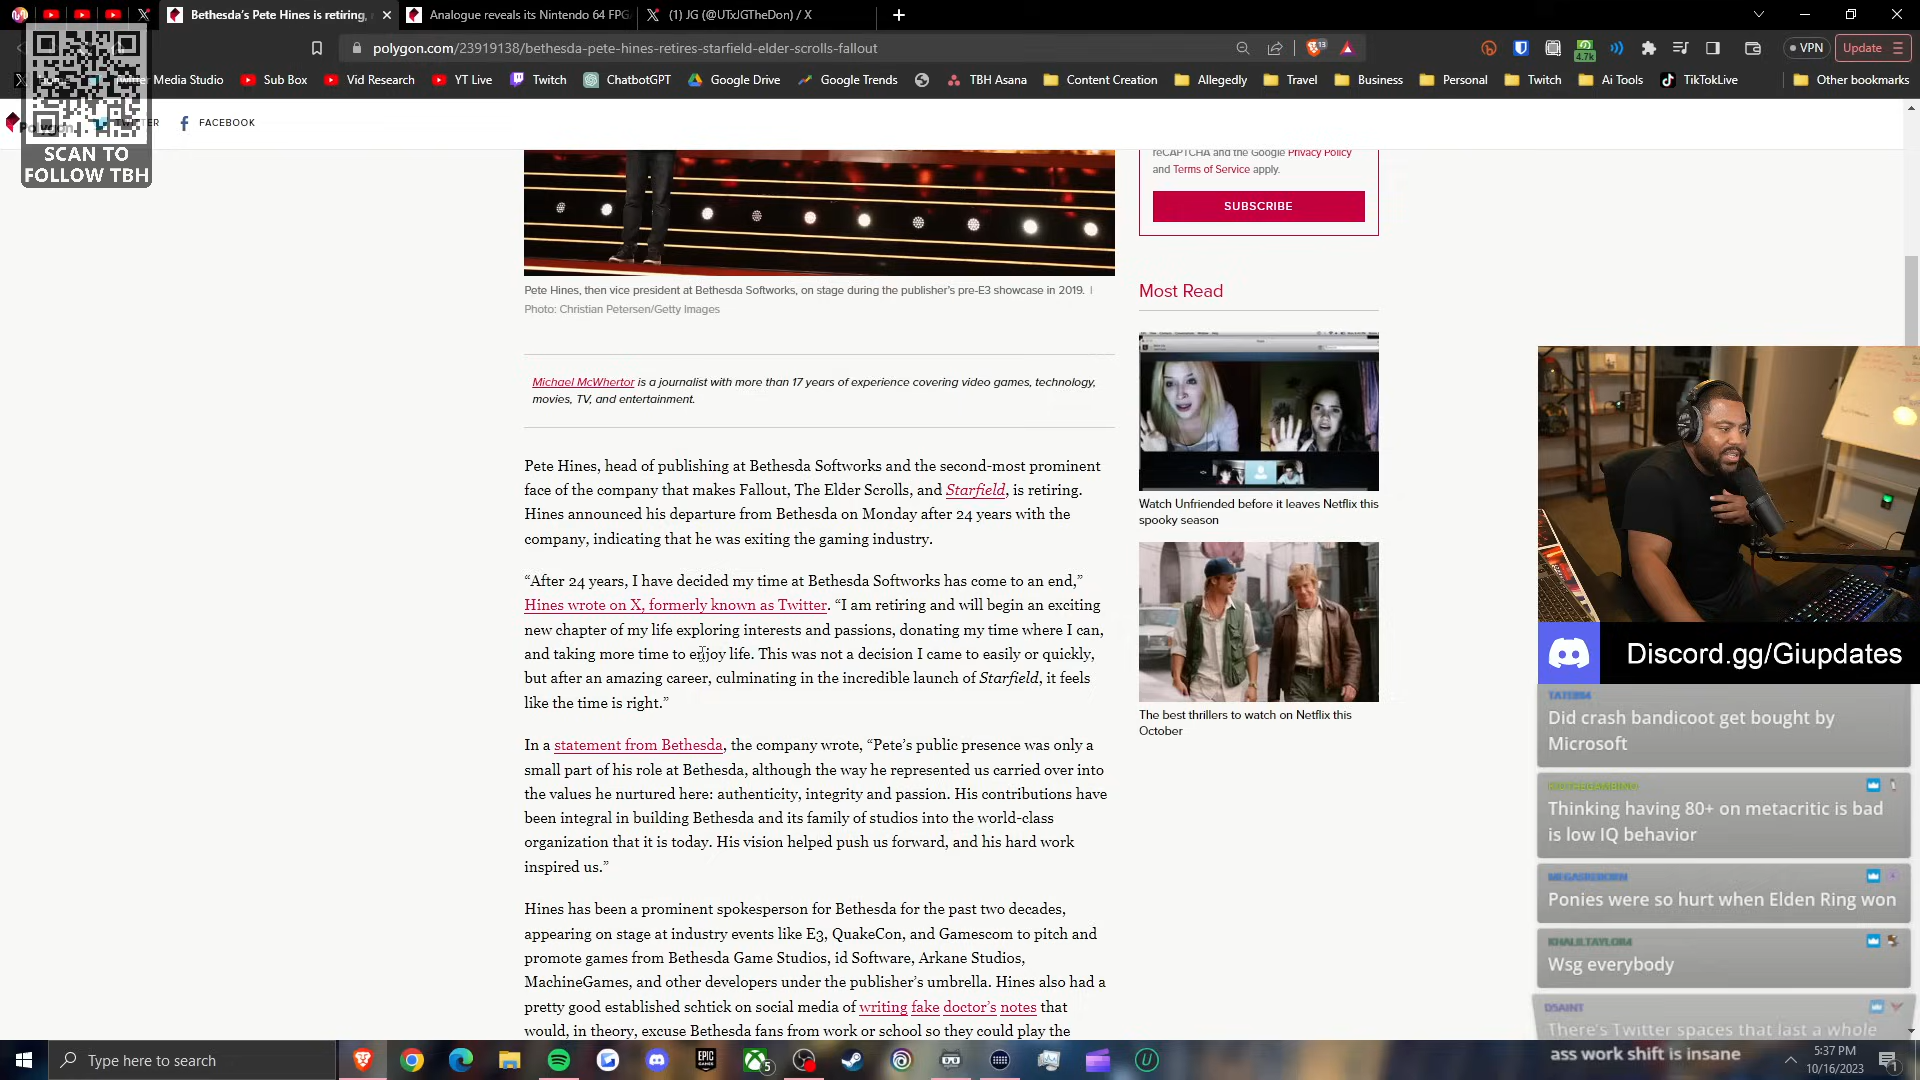 Bethesda's Pete Hines is retiring,
Analogue reveals its Nintendo 64 FPG
(1) JG (@UTxJGTheDon) / X
polygon.com/23919138/bethesda-pete-hines-retires-starfield-elder-scrolls-fallout
13
4.7k
VPN
Update
Twitter Media Studio
Sub Box
Vid Research
YT Live
Twitch
ChatbotGPT
Google Drive
Google Trends
TBH Asana
Content Creation
Allegedly
Travel
Business
Personal
Twitch
Ai Tools
TikTokLive
Other bookmarks
FACEBOOK
SCAN TO
FOLLOW TBH
reCAPTCHA and the Google Privacy Policy
and Terms of Service apply.
SUBSCRIBE
Pete Hines, then vice president at Bethesda Softworks, on stage during the publisher's pre-E3 showcase in 2019. |
Photo: Christian Petersen/Getty Images
Michael McWhertor is a journalist with more than 17 years of experience covering video games, technology,
movies, TV, and entertainment.
Pete Hines, head of publishing at Bethesda Softworks and the second-most prominent
face of the company that makes Fallout, The Elder Scrolls, and Starfield, is retiring.
Hines announced his departure from Bethesda on Monday after 24 years with the
company, indicating that he was exiting the gaming industry.
“After 24 years, I have decided my time at Bethesda Softworks has come to an end,”
Hines wrote on X, formerly known as Twitter. “I am retiring and will begin an exciting
new chapter of my life exploring interests and passions, donating my time where I can,
and taking more time to enjoy life. This was not a decision I came to easily or quickly,
but after an amazing career, culminating in the incredible launch of Starfield, it feels
like the time is right.”
In a statement from Bethesda, the company wrote, “Pete’s public presence was only a
small part of his role at Bethesda, although the way he represented us carried over into
the values he nurtured here: authenticity, integrity and passion. His contributions have
been integral in building Bethesda and its family of studios into the world-class
organization that it is today. His vision helped push us forward, and his hard work
inspired us.”
Hines has been a prominent spokesperson for Bethesda for the past two decades,
appearing on stage at industry events like E3, QuakeCon, and Gamescom to pitch and
promote games from Bethesda Game Studios, id Software, Arkane Studios,
MachineGames, and other developers under the publisher’s umbrella. Hines also had a
pretty good established schtick on social media of writing fake doctor’s notes that
would, in theory, excuse Bethesda fans from work or school so they could play the
Most Read
Watch Unfriended before it leaves Netflix this
spooky season
The best thrillers to watch on Netflix this
October
Discord.gg/Giupdates
Did crash bandicoot get bought by
Microsoft
Thinking having 80+ on metacritic is bad
is low IQ behavior
MEGASREBORN
Ponies were so hurt when Elden Ring won
KHALILTAYLOR4
Wsg everybody
DSAINT
There's Twitter spaces that last a whole
ass work shift is insane
Type here to search
EPIC
GAMES
5
5:37 PM
10/16/2023
1